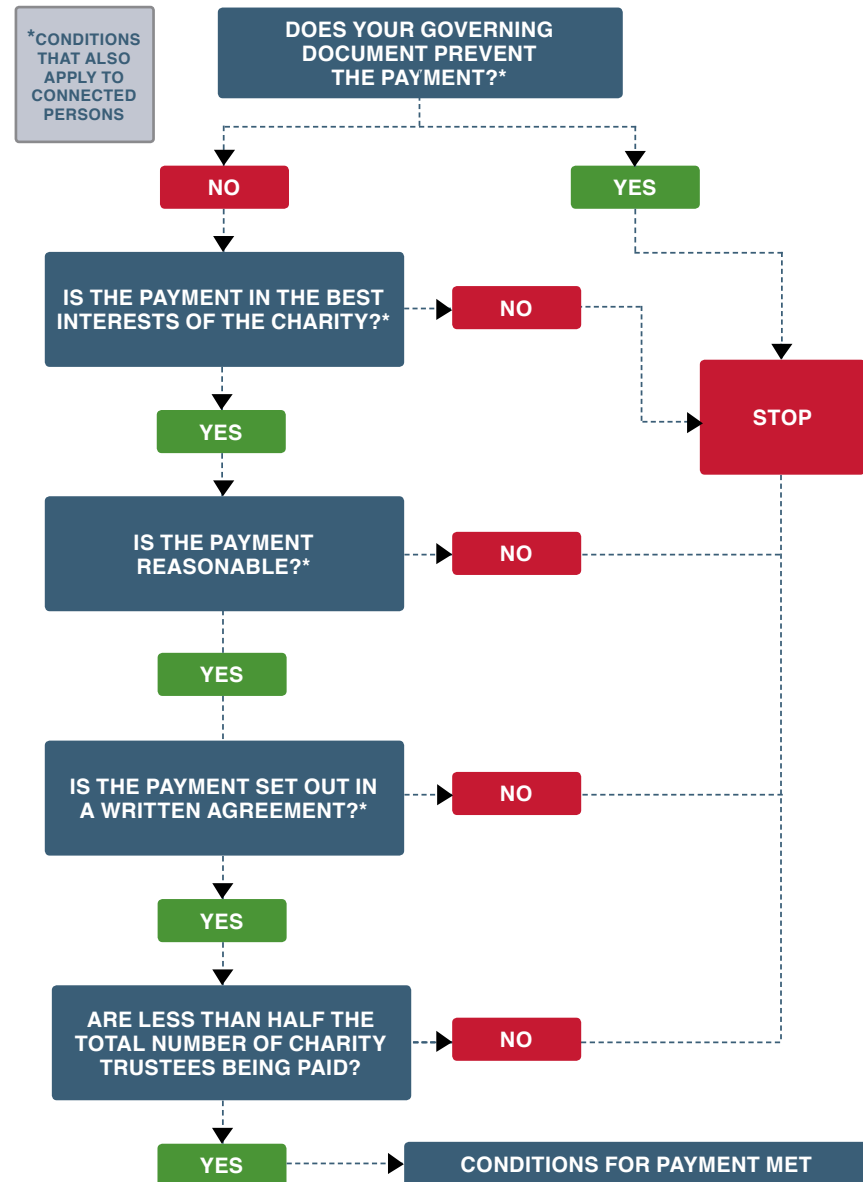 *CONDITIONS
THAT ALSO
APPLY TO
CONNECTED
PERSONS
DOES YOUR GOVERNING
DOCUMENT PREVENT
THE PAYMENT?*
NO
YES
IS THE PAYMENT IN THE BEST
INTERESTS OF THE CHARITY?*
NO
STOP
YES
IS THE PAYMENT
REASONABLE?*
NO
YES
IS THE PAYMENT SET OUT IN
A WRITTEN AGREEMENT?*
NO
YES
ARE LESS THAN HALF THE
TOTAL NUMBER OF CHARITY
TRUSTEES BEING PAID?
NO
YES
CONDITIONS FOR PAYMENT MET